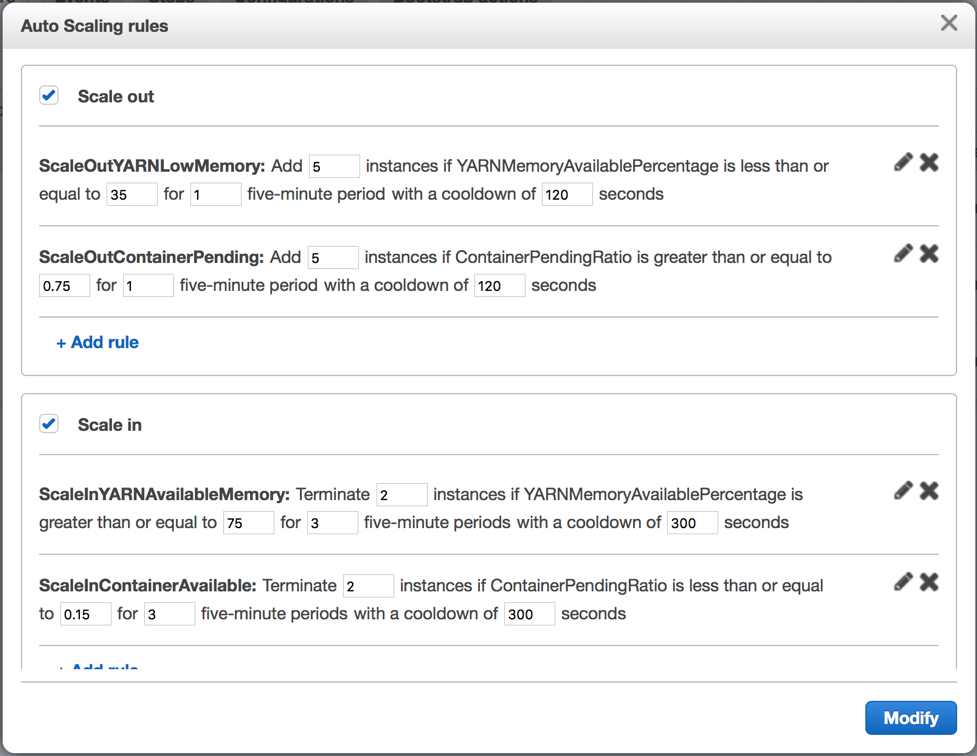 Auto Scaling rules
Scale out
ScaleOutYARNLowMemory: Add 5 instances if YARNMemoryAvailablePercentage is less than or
equal to 35 for 1 five-minute period with a cooldown of 120 seconds
ScaleOutContainerPending: Add 5 instances if ContainerPendingRatio is greater than or equal to
0.75 for 1 five-minute period with a cooldown of 120 seconds
+ Add rule
Scale in
ScaleInYARNAvailableMemory: Terminate 2 instances if YARNMemoryAvailablePercentage is
greater than or equal to 75 for 3 five-minute periods with a cooldown of 300 seconds
ScaleInContainerAvailable: Terminate 2 instances if ContainerPendingRatio is less than or equal
to 0.15 for 3 five-minute periods with a cooldown of 300 seconds
+ Add rule
Modify